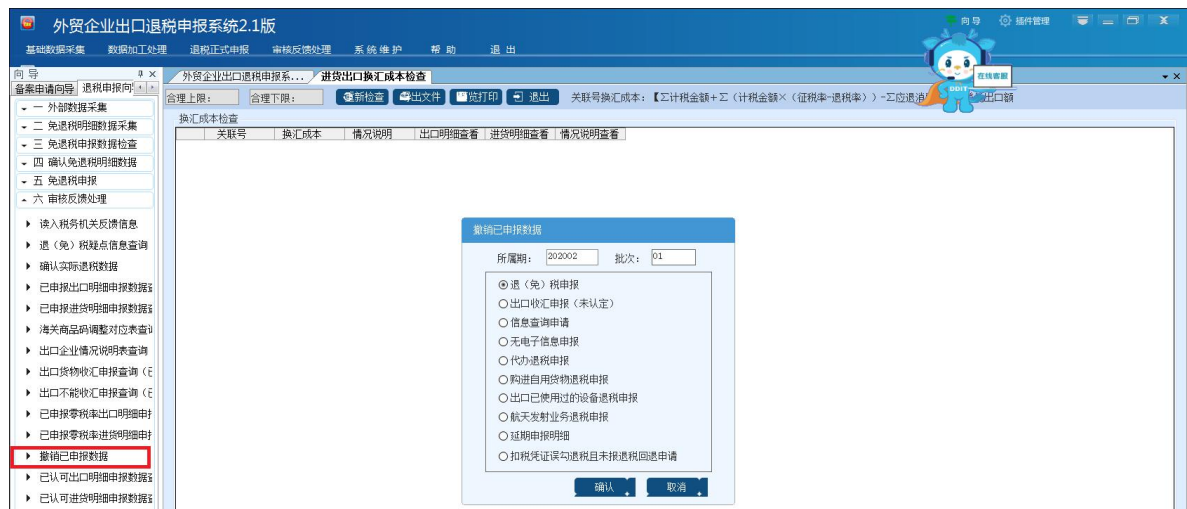 外贸企业出口退税申报系统2.1版
向导 插件管理
基础数据采集 数据加工处理 退税正式申报 审核反馈处理 系统维护 帮助 退出
向导
外贸企业出口退税申报系... 进货出口换汇成本检查
在线客服
备案申请向导 退税申报向
合理上限： 合理下限： 重新检查 出文件 览打印 退出 关联号换汇成本：【Σ计税金额+Σ（计税金额×（征税率-退税率））-Σ应退消 出口额
DDIT
换汇成本检查
关联号 换汇成本 情况说明 出口明细查看 进货明细查看 情况说明查看
一 外部数据采集
二 免退税明细数据采集
三 免退税申报数据检查
四 确认免退税明细数据
五 免退税申报
六 审核反馈处理
读入税务机关反馈信息
退（免）税疑点信息查询
确认实际退税数据
已申报出口明细申报数据
已申报进货明细申报数据
海关商品码调整对应表查
出口企业情况说明表查询
出口货物收汇申报查询（已
出口不能收汇申报查询（已
已申报零税率出口明细申
已申报零税率进货明细申
撤销已申报数据
已认可出口明细申报数据
已认可进货明细申报数据
撤销已申报数据
所属期： 202002 批次： 01
退（免）税申报
出口收汇申报（未认定）
信息查询申请
无电子信息申报
代办退税申报
购进自用货物退税申报
出口已使用过的设备退税申报
航天发射业务退税申报
延期申报明细
扣税凭证误勾退税且未报退税回退申请
确认 取消